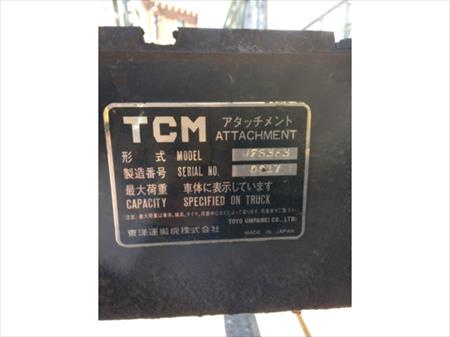 TCM アタッチメント
ATTACHMENT
形 式 MODEL
製造番号 SERIAL NO.
最大荷重 車体に表示しています
CAPACITY SPECIFIED ON TRUCK
TOYO UMPANKI CO., LTD.
東洋運搬機株式会社 MADE IN JAPAN